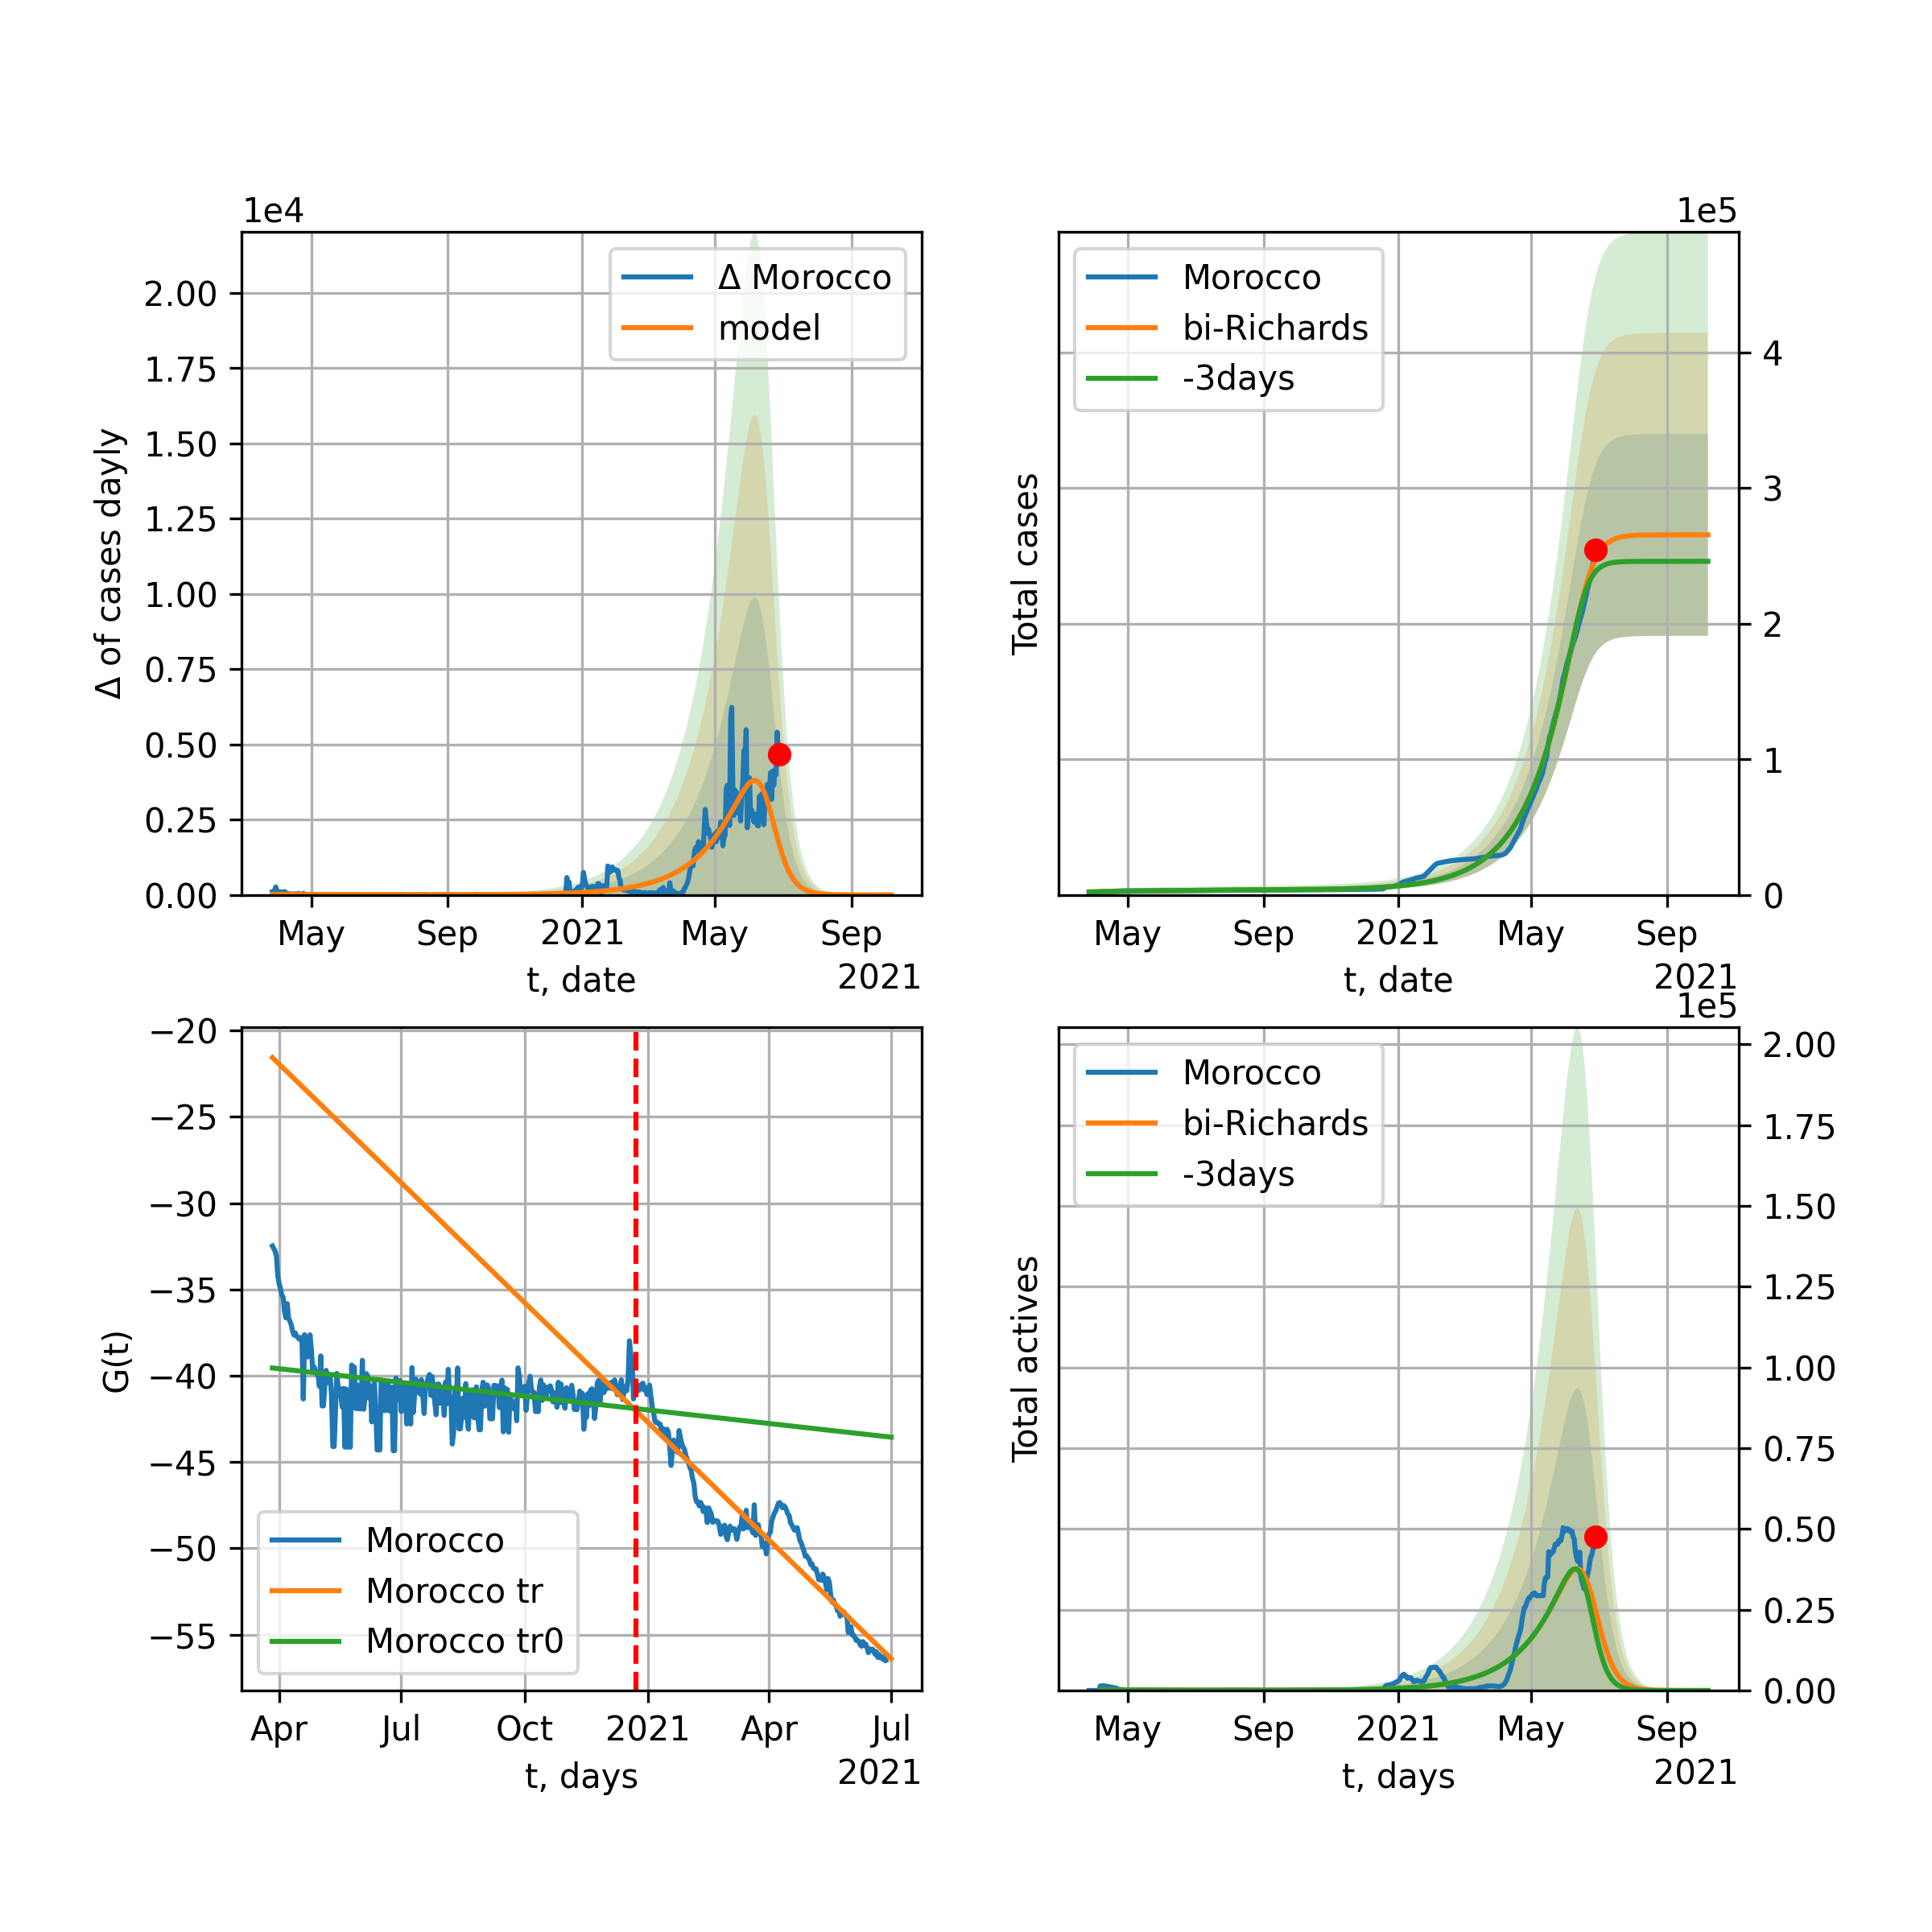 1e4
Δ of cases dayly
2.00
1.75
1.50
1.25
1.00
0.75
0.50
0.25
0.00
Δ Morocco
model
May Sep 2021 May Sep
t, date
2021
1e5
Total cases
Morocco
bi-Richards
-3days
4
3
2
1
0
May Sep 2021 May Sep
t, date
2021
G(t)
−20
−25
−30
−35
−40
−45
−50
−55
Morocco
Morocco tr
Morocco tr0
Apr Jul Oct 2021 Apr Jul
t, days
2021
1e5
Total actives
Morocco
bi-Richards
-3days
2.00
1.75
1.50
1.25
1.00
0.75
0.50
0.25
0.00
May Sep 2021 May Sep
t, days
2021